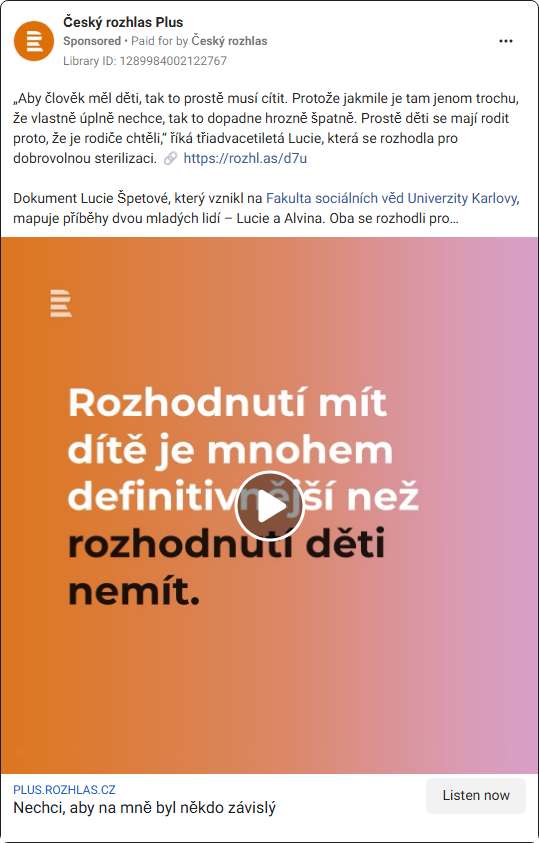 Český rozhlas Plus
Sponsored • Paid for by Český rozhlas
Library ID: 1289984002122767
„Aby člověk měl děti, tak to prostě musí cítit. Protože jakmile je tam jenom trochu,
že vlastně úplně nechce, tak to dopadne hrozně špatně. Prostě děti se mají rodit
proto, že je rodiče chtěli,“ říká třiadvacetiletá Lucie, která se rozhodla pro
dobrovolnou sterilizaci. 🔗 https://rozhl.as/d7u
Dokument Lucie Špetové, který vznikl na Fakulta sociálních věd Univerzity Karlovy,
mapuje příběhy dvou mladých lidí – Lucie a Alvina. Oba se rozhodli pro…
Rozhodnutí mít
dítě je mnohem
definitivnější než
rozhodnutí děti
nemít.
PLUS.ROZHLAS.CZ
Nechci, aby na mně byl někdo závislý
Listen now